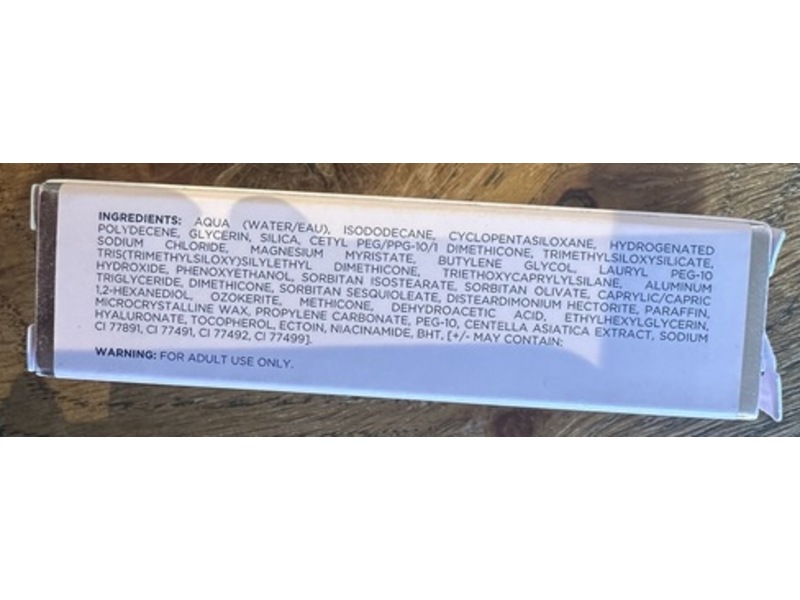 INGREDIENTS: AQUA (WATER/EAU), ISODODECANE, CYCLOPENTASILOXANE, HYDROGENATED
POLYDECENE, GLYCERIN, SILICA, CETYL PEG/PPG-10/1 DIMETHICONE, TRIMETHYLSILOXYSILICATE,
SODIUM CHLORIDE, MAGNESIUM MYRISTATE, BUTYLENE GLYCOL, LAURYL PEG-10
TRIS(TRIMETHYLSILOXY)SILYLETHYL DIMETHICONE, TRIETHOXYCAPRYLYLSILANE, ALUMINUM
HYDROXIDE, PHENOXYETHANOL, SORBITAN ISOSTEARATE, SORBITAN OLIVATE, CAPRYLIC/CAPRIC
TRIGLYCERIDE, DIMETHICONE, SORBITAN SESQUIOLEATE, DISTEARDIMONIUM HECTORITE, PARAFFIN,
1,2-HEXANEDIOL, OZOKERITE, METHICONE, DEHYDROACETIC ACID, ETHYLHEXYLGLYCERIN,
MICROCRYSTALLINE WAX, PROPYLENE CARBONATE, PEG-10, CENTELLA ASIATICA EXTRACT, SODIUM
HYALURONATE, TOCOPHEROL, ECTOIN, NIACINAMIDE, BHT, [+/- MAY CONTAIN:
CI 77891, CI 77491, CI 77492, CI 77499].
WARNING: FOR ADULT USE ONLY.